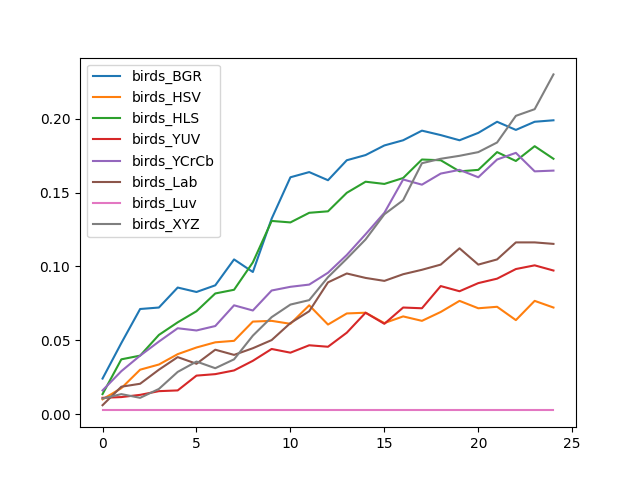 birds_BGR
birds_HSV
birds_HLS
birds_YUV
birds_YCrCb
birds_Lab
birds_Luv
birds_XYZ
0.20
0.15
0.10
0.05
0.00
0 5 10 15 20 25